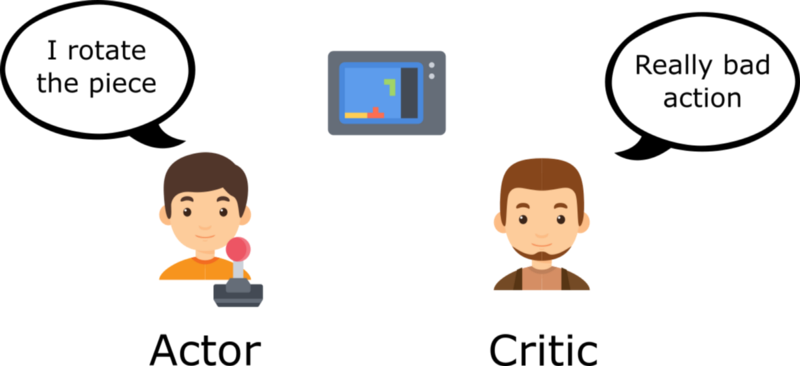 I rotate
the piece
Really bad
action
Actor
Critic